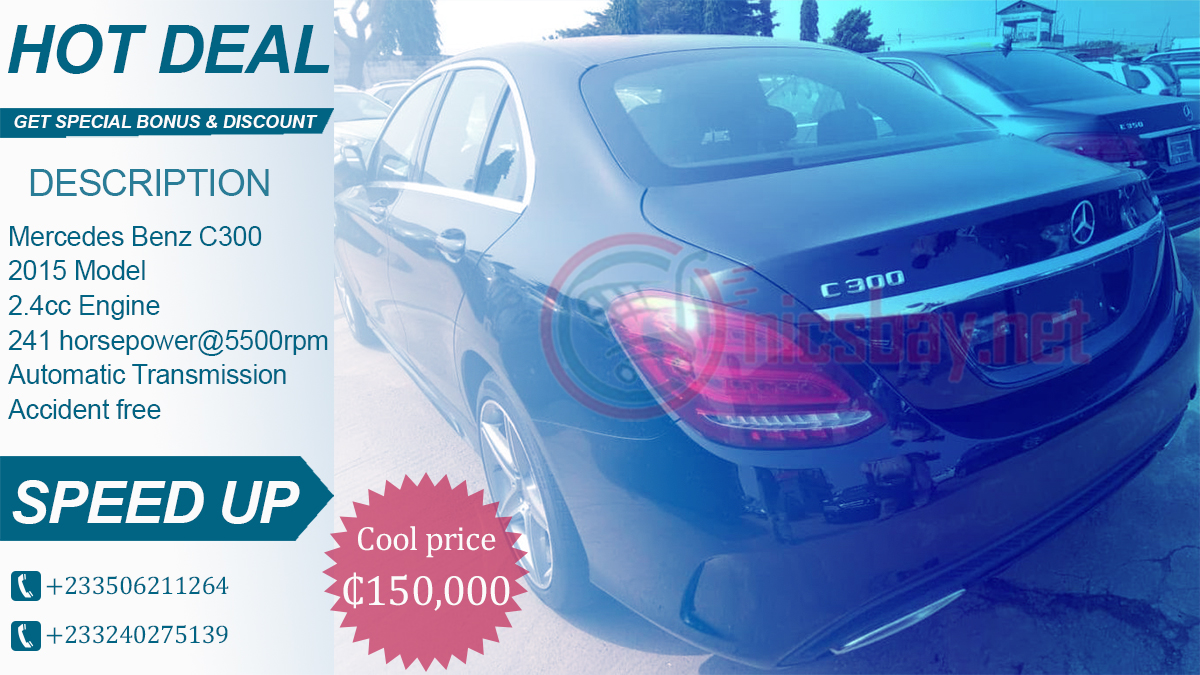 HOT DEAL
GET SPECIAL BONUS & DISCOUNT
DESCRIPTION
Mercedes Benz C300
2015 Model
2.4cc Engine
241 horsepower@5500rpm
Automatic Transmission
Accident free
SPEED UP
+233506211264
+233240275139
Cool price
₵150,000
C300
nicsbay.net
E350